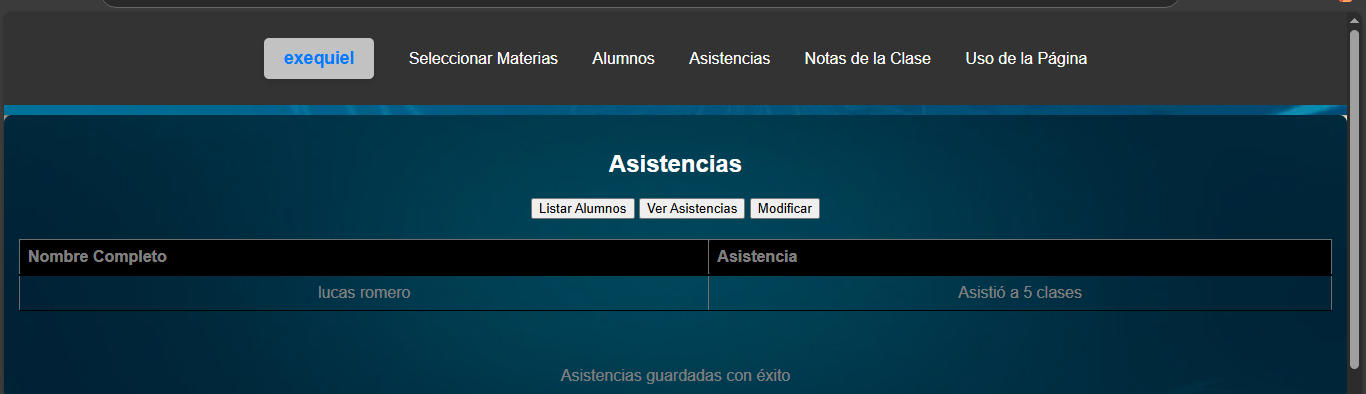 exequiel Seleccionar Materias Alumnos Asistencias Notas de la Clase Uso de la Página
Asistencias
Listar Alumnos Ver Asistencias Modificar
Nombre Completo Asistencia
lucas romero Asistió a 5 clases
Asistencias guardadas con éxito